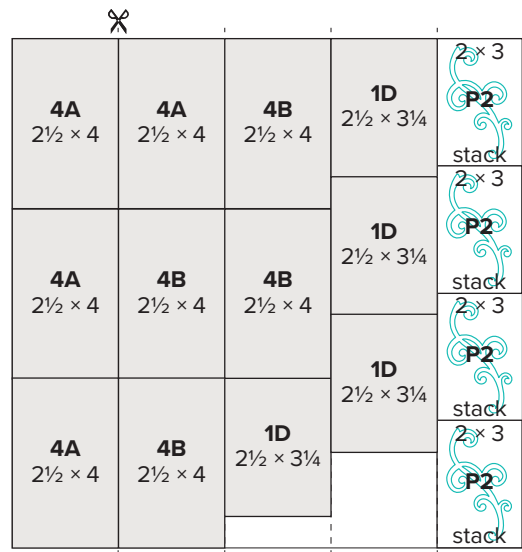 4A
2½ × 4
4A
2½ × 4
4B
2½ × 4
1D
2½ × 3¼
2 × 3
P2
stack
4A
2½ × 4
4B
2½ × 4
4B
2½ × 4
1D
2½ × 3¼
2 × 3
P2
stack
4A
2½ × 4
4B
2½ × 4
1D
2½ × 3¼
1D
2½ × 3¼
2 × 3
P2
stack
2 × 3
P2
stack